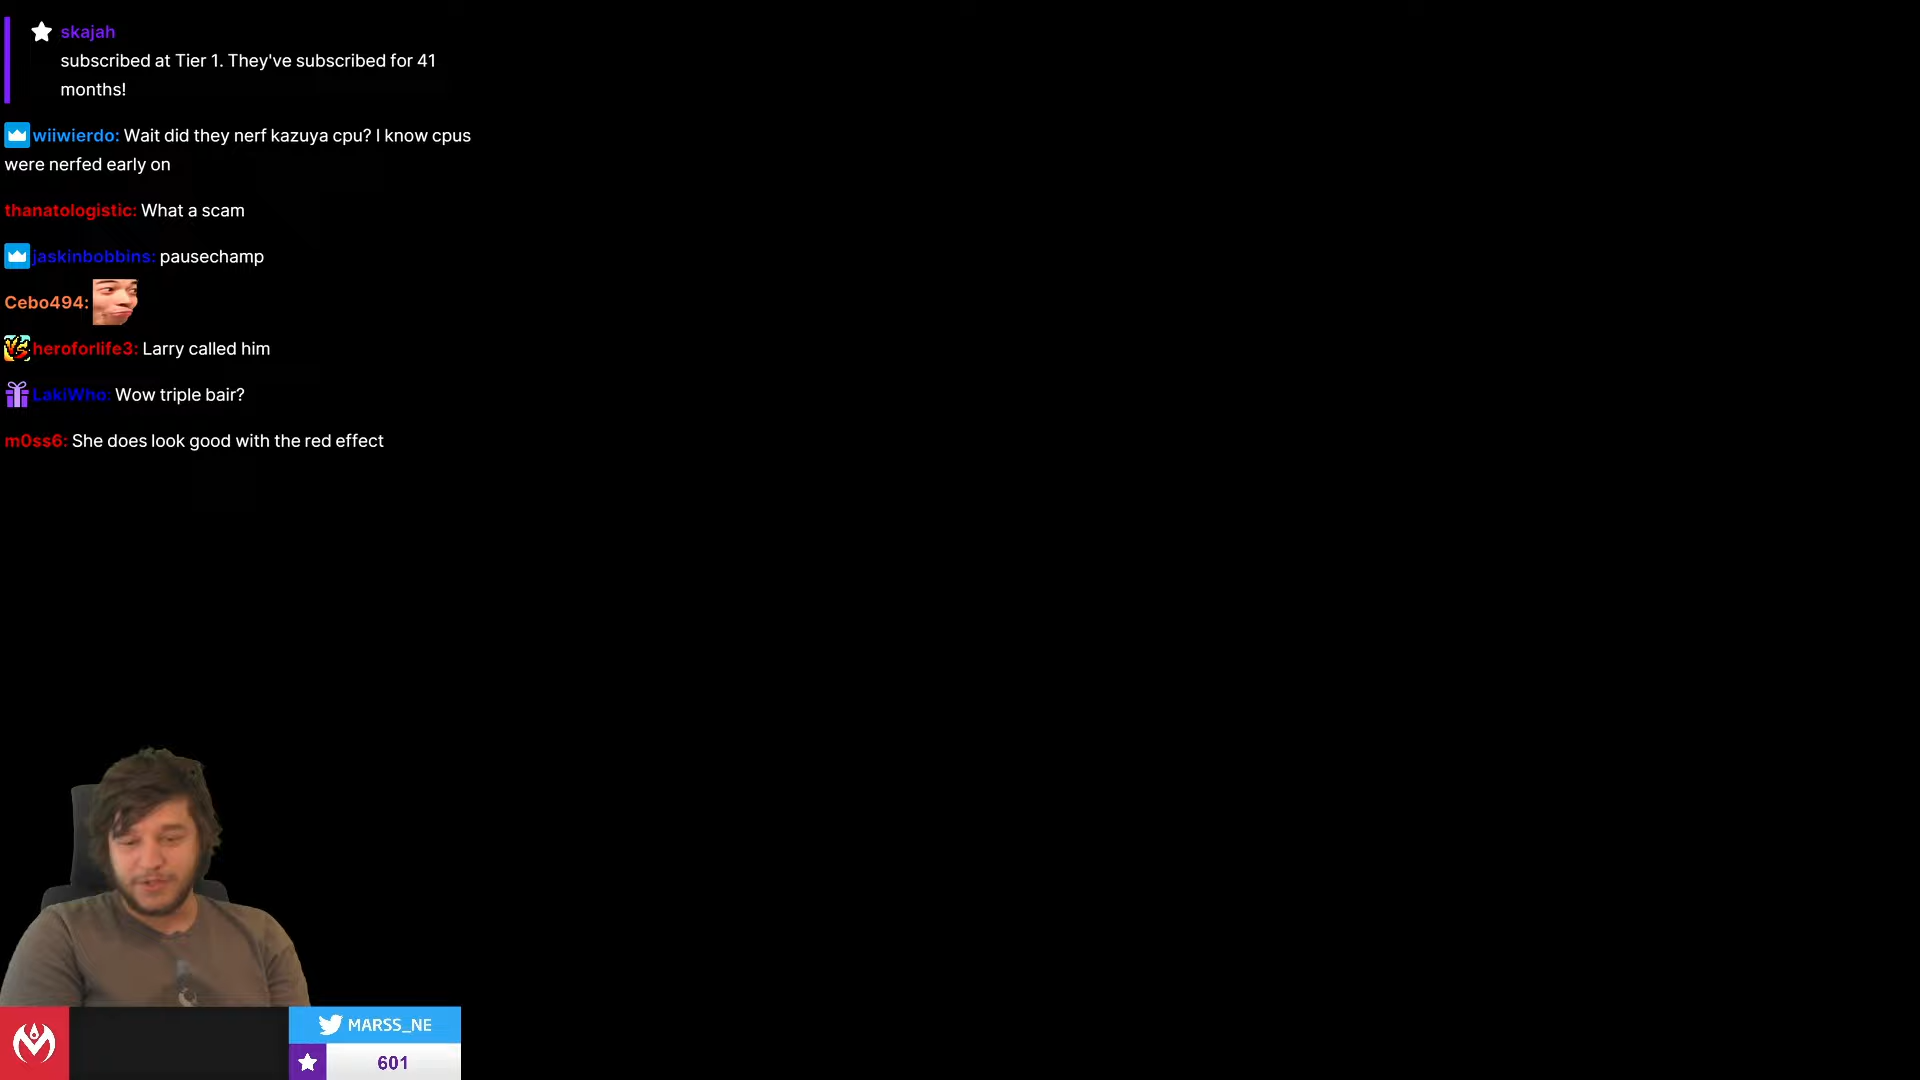 skajah
subscribed at Tier 1. They've subscribed for 41
months!
wiiwierdo: Wait did they nerf kazuya cpu? I know cpus
were nerfed early on
thanatologistic: What a scam
jaskinbobbins: pausechamp
Cebo494:
heroforlife3: Larry called him
LakiWho: Wow triple bair?
m0ss6: She does look good with the red effect
MARSS_NE
601